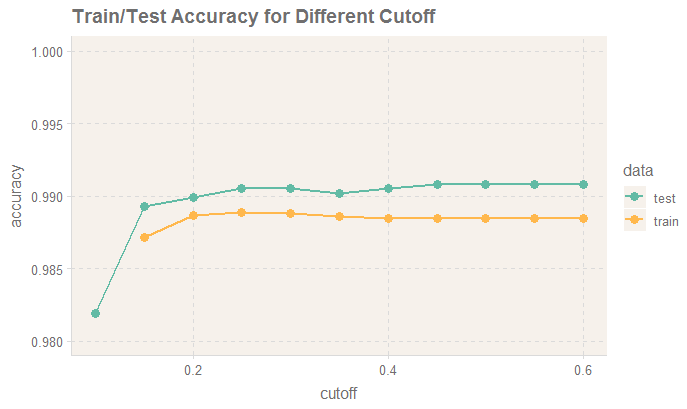 Train/Test Accuracy for Different Cutoff
1.000
0.995
0.990
0.985
0.980
accuracy
0.2
0.4
0.6
cutoff
data
test
train